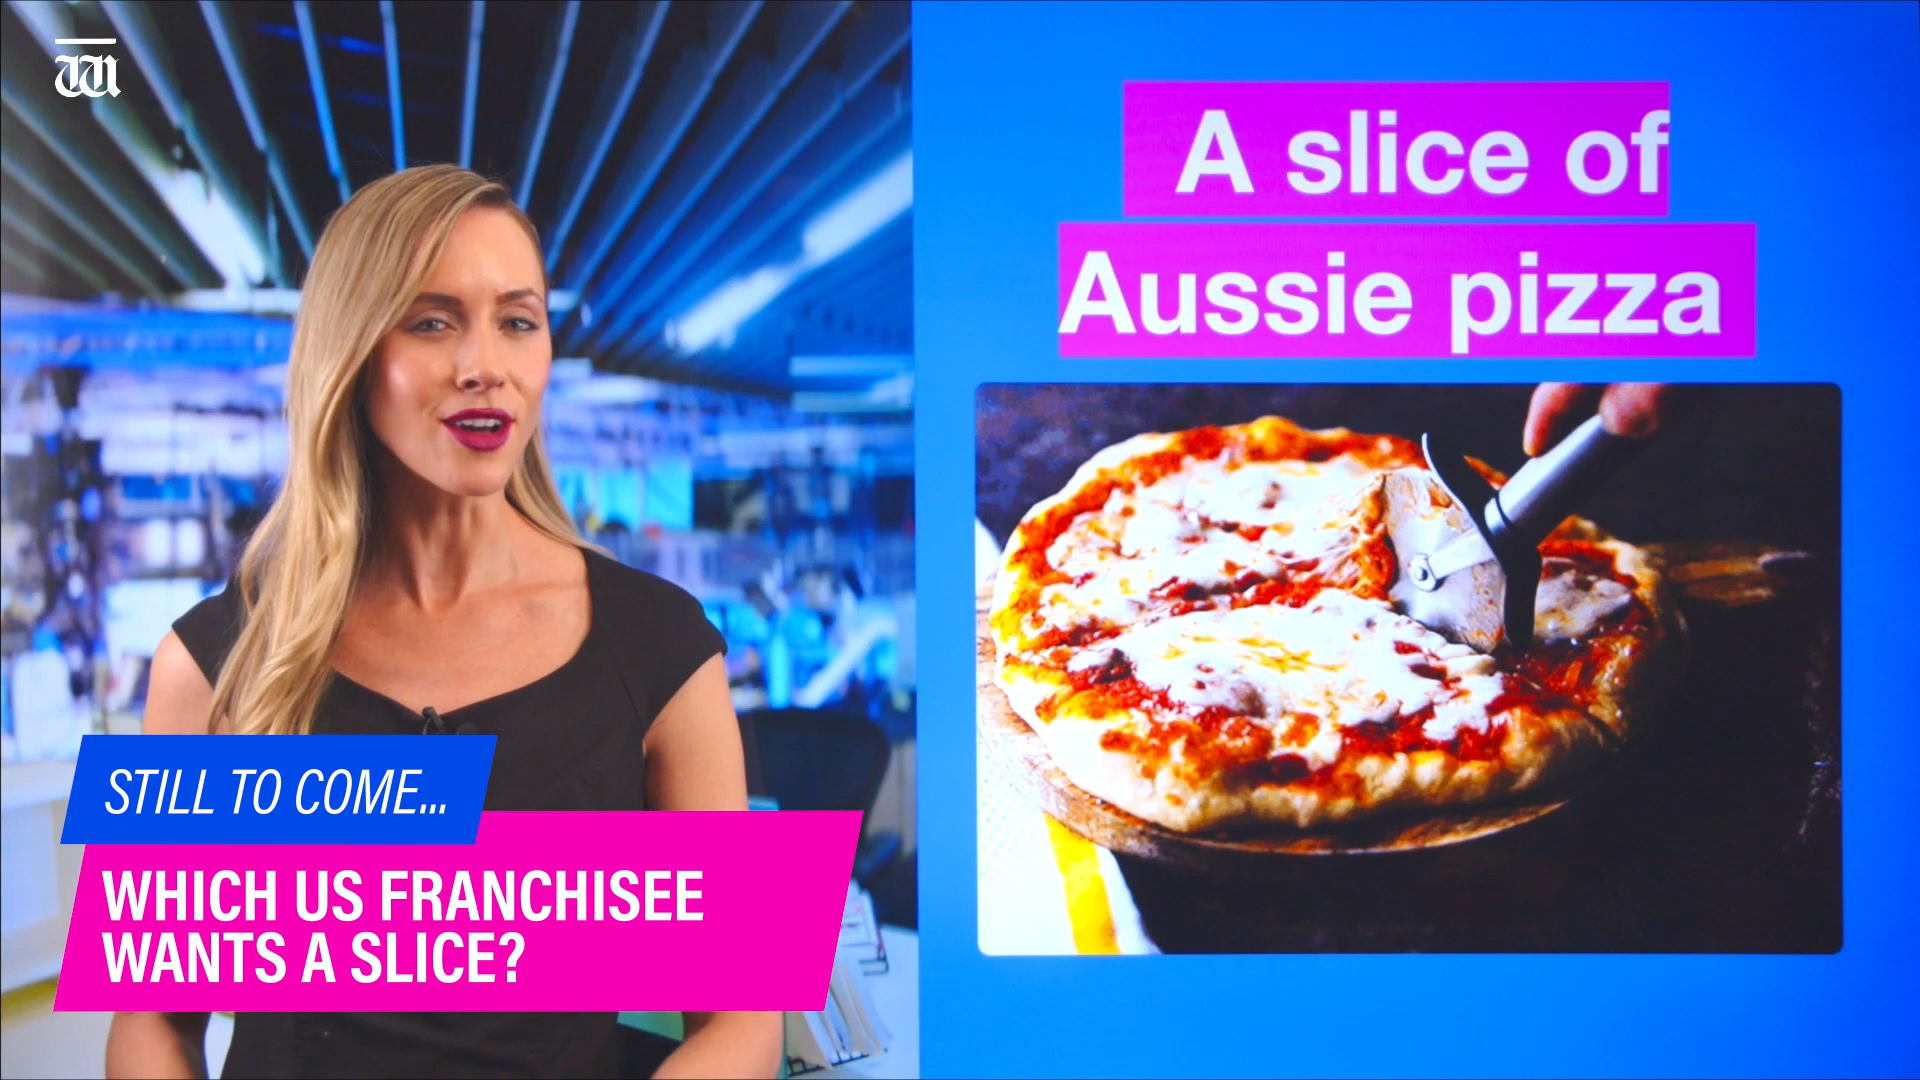 W
A slice of
Aussie pizza
STILL TO COME...
WHICH US FRANCHISEE
WANTS A SLICE?